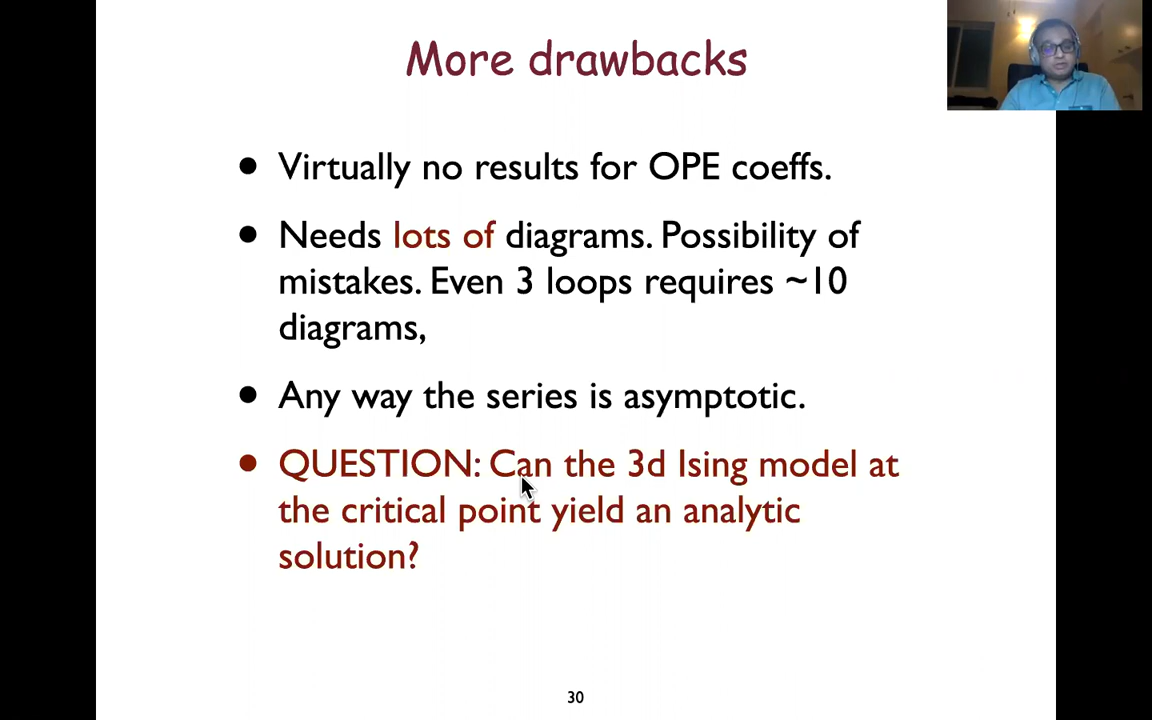 More drawbacks
• Virtually no results for OPE coeffs.
• Needs lots of diagrams. Possibility of
mistakes. Even 3 loops requires ~10
diagrams,
• Any way the series is asymptotic.
• QUESTION: Can the 3d Ising model at
the critical point yield an analytic
solution?
30